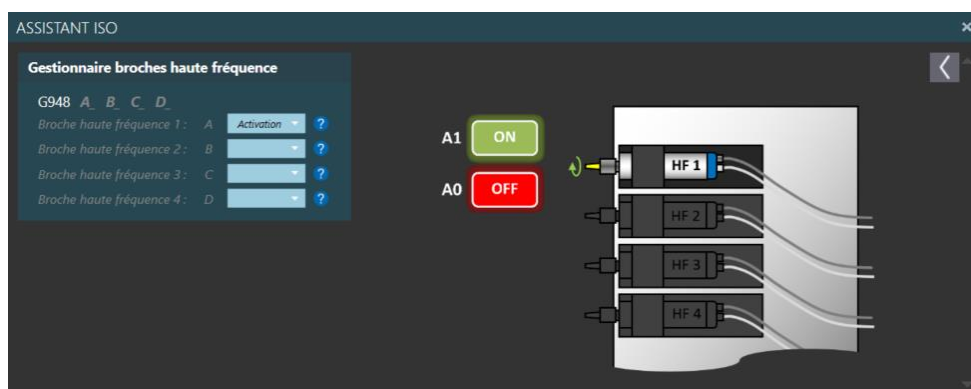 ASSISTANT ISO
Gestionnaire broches haute fréquence
G948 A_ B_ C_ D_
Broche haute fréquence 1 : A Activation ?
Broche haute fréquence 2 : B ?
Broche haute fréquence 3 : C ?
Broche haute fréquence 4 : D ?
A1 ON
A0 OFF
HF 1
HF 2
HF 3
HF 4